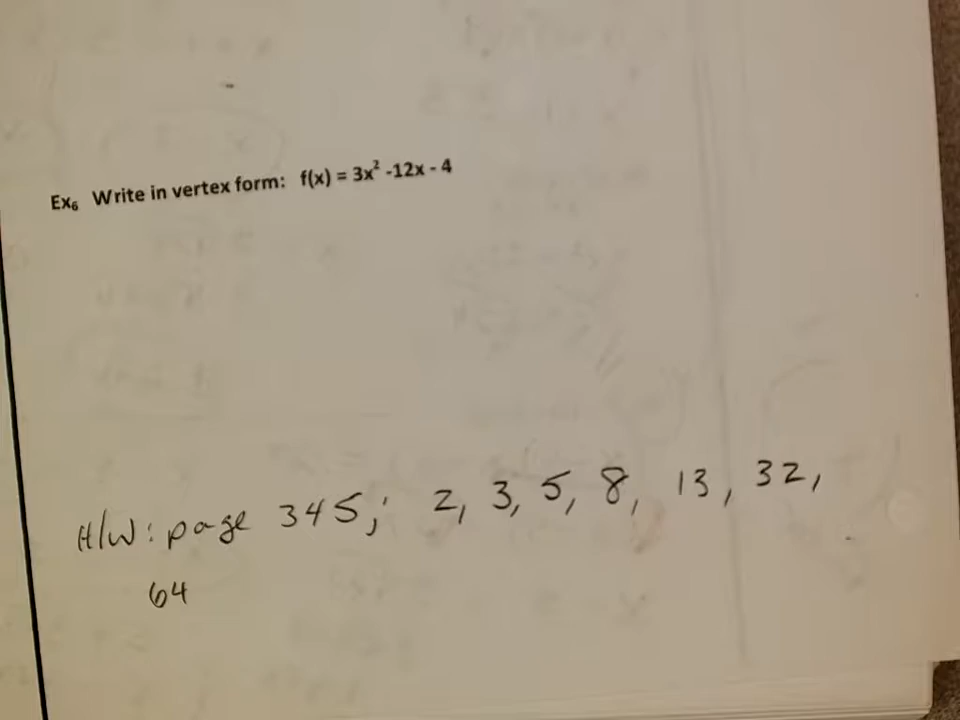 Ex₆ Write in vertex form: f(x) = 3x² -12x - 4
H/W: page 345; 2, 3, 5, 8, 13, 32,
64